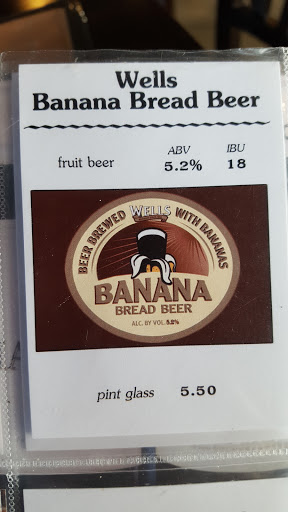 Wells
Banana Bread Beer
ABV IBU
fruit beer 5.2% 18
BEER BREWED WELLS WITH BANANAS
BANANA
BREAD BEER
ALC. BY VOL. 5.2%
pint glass 5.50